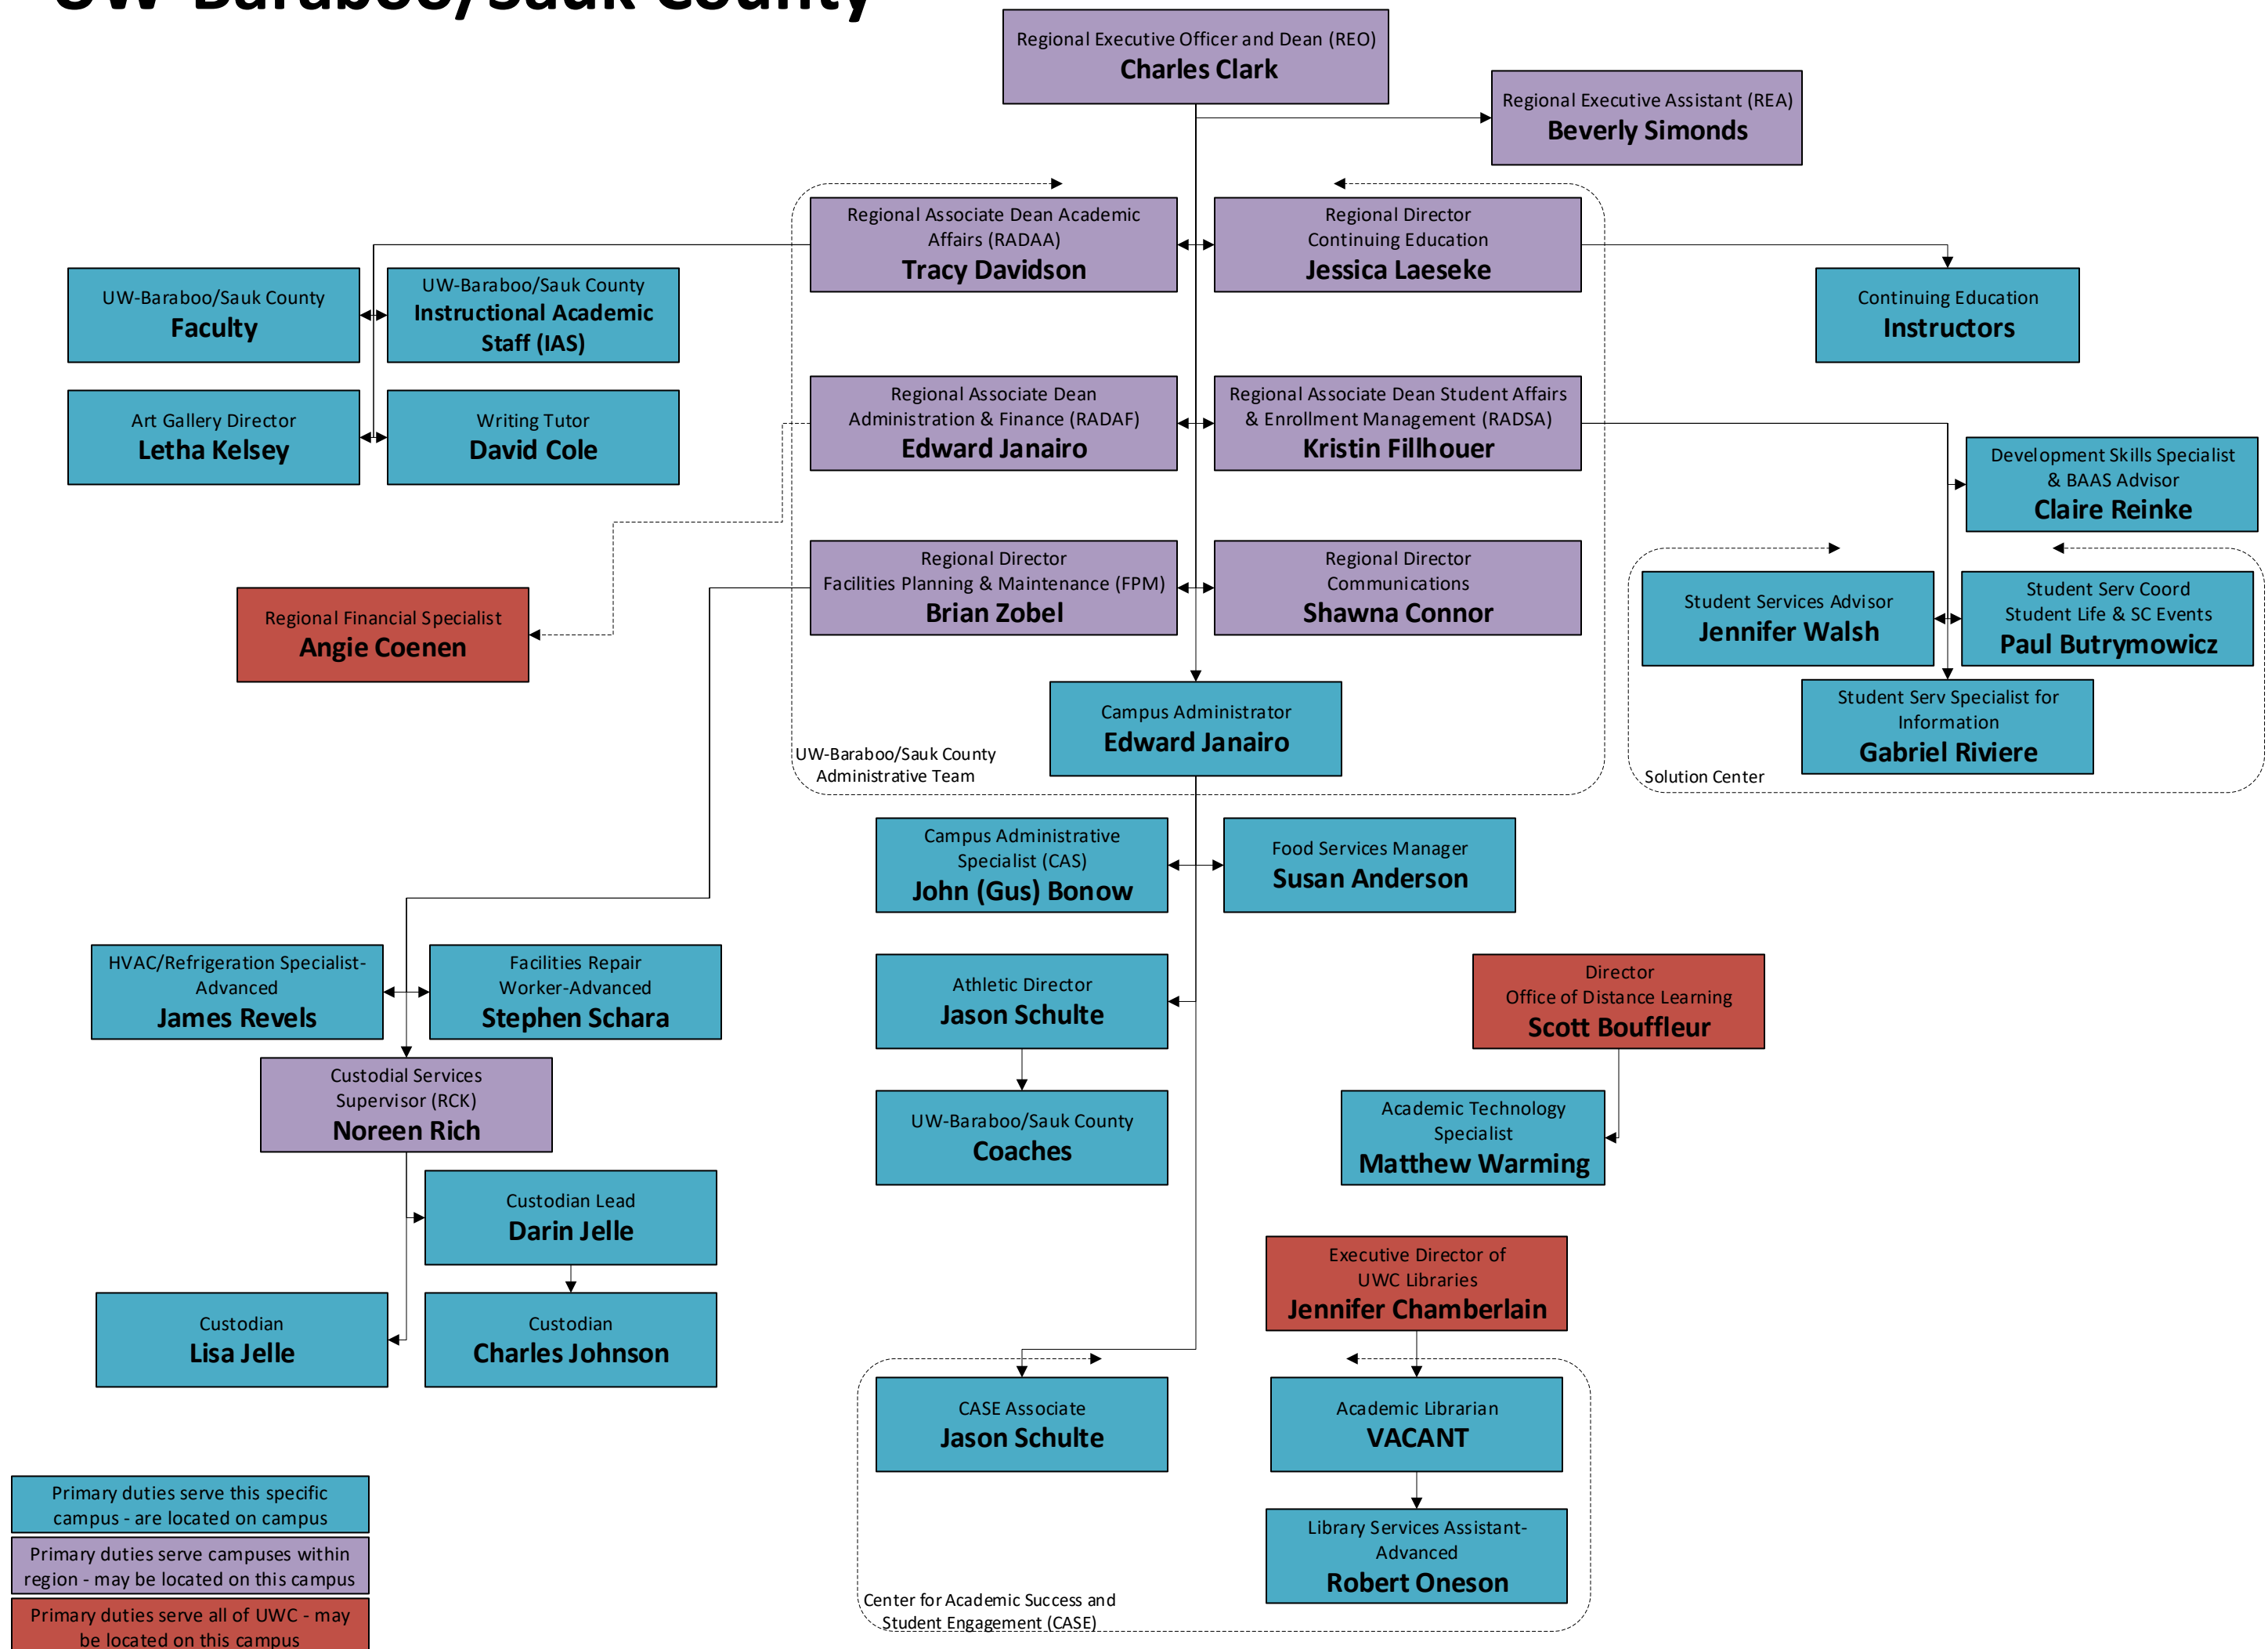 UW-Baraboo/Sauk County
Regional Executive Officer and Dean (REO)
Charles Clark
Regional Executive Assistant (REA)
Beverly Simonds
Regional Associate Dean Academic
Affairs (RADAA)
Tracy Davidson
Regional Director
Continuing Education
Jessica Laeseke
UW-Baraboo/Sauk County
Faculty
UW-Baraboo/Sauk County
Instructional Academic
Staff (IAS)
Continuing Education
Instructors
Art Gallery Director
Letha Kelsey
Writing Tutor
David Cole
Regional Associate Dean
Administration & Finance (RADAF)
Edward Janairo
Regional Associate Dean Student Affairs
& Enrollment Management (RADSA)
Kristin Fillhouer
Development Skills Specialist
& BAAS Advisor
Claire Reinke
Regional Financial Specialist
Angie Coenen
Regional Director
Facilities Planning & Maintenance (FPM)
Brian Zobel
Regional Director
Communications
Shawna Connor
Student Services Advisor
Jennifer Walsh
Student Serv Coord
Student Life & SC Events
Paul Butrymowicz
Campus Administrator
Edward Janairo
UW-Baraboo/Sauk County
Administrative Team
Student Serv Specialist for
Information
Gabriel Riviere
Solution Center
Campus Administrative
Specialist (CAS)
John (Gus) Bonow
Food Services Manager
Susan Anderson
HVAC/Refrigeration Specialist-
Advanced
James Revels
Facilities Repair
Worker-Advanced
Stephen Schara
Athletic Director
Jason Schulte
Director
Office of Distance Learning
Scott Bouffleur
Custodial Services
Supervisor (RCK)
Noreen Rich
UW-Baraboo/Sauk County
Coaches
Academic Technology
Specialist
Matthew Warming
Custodian Lead
Darin Jelle
Executive Director of
UWC Libraries
Jennifer Chamberlain
Custodian
Lisa Jelle
Custodian
Charles Johnson
CASE Associate
Jason Schulte
Academic Librarian
VACANT
Library Services Assistant-
Advanced
Robert Oneson
Center for Academic Success and
Student Engagement (CASE)
Primary duties serve this specific
campus - are located on campus
Primary duties serve campuses within
region - may be located on this campus
Primary duties serve all of UWC - may
be located on this campus